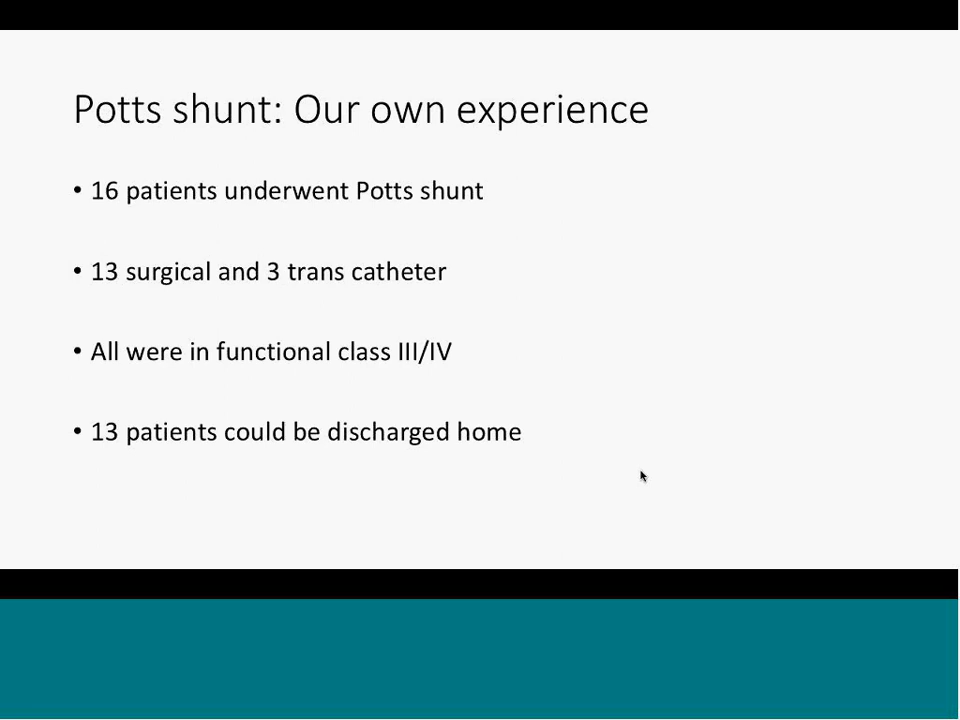 Potts shunt: Our own experience
• 16 patients underwent Potts shunt
• 13 surgical and 3 trans catheter
• All were in functional class III/IV
• 13 patients could be discharged home